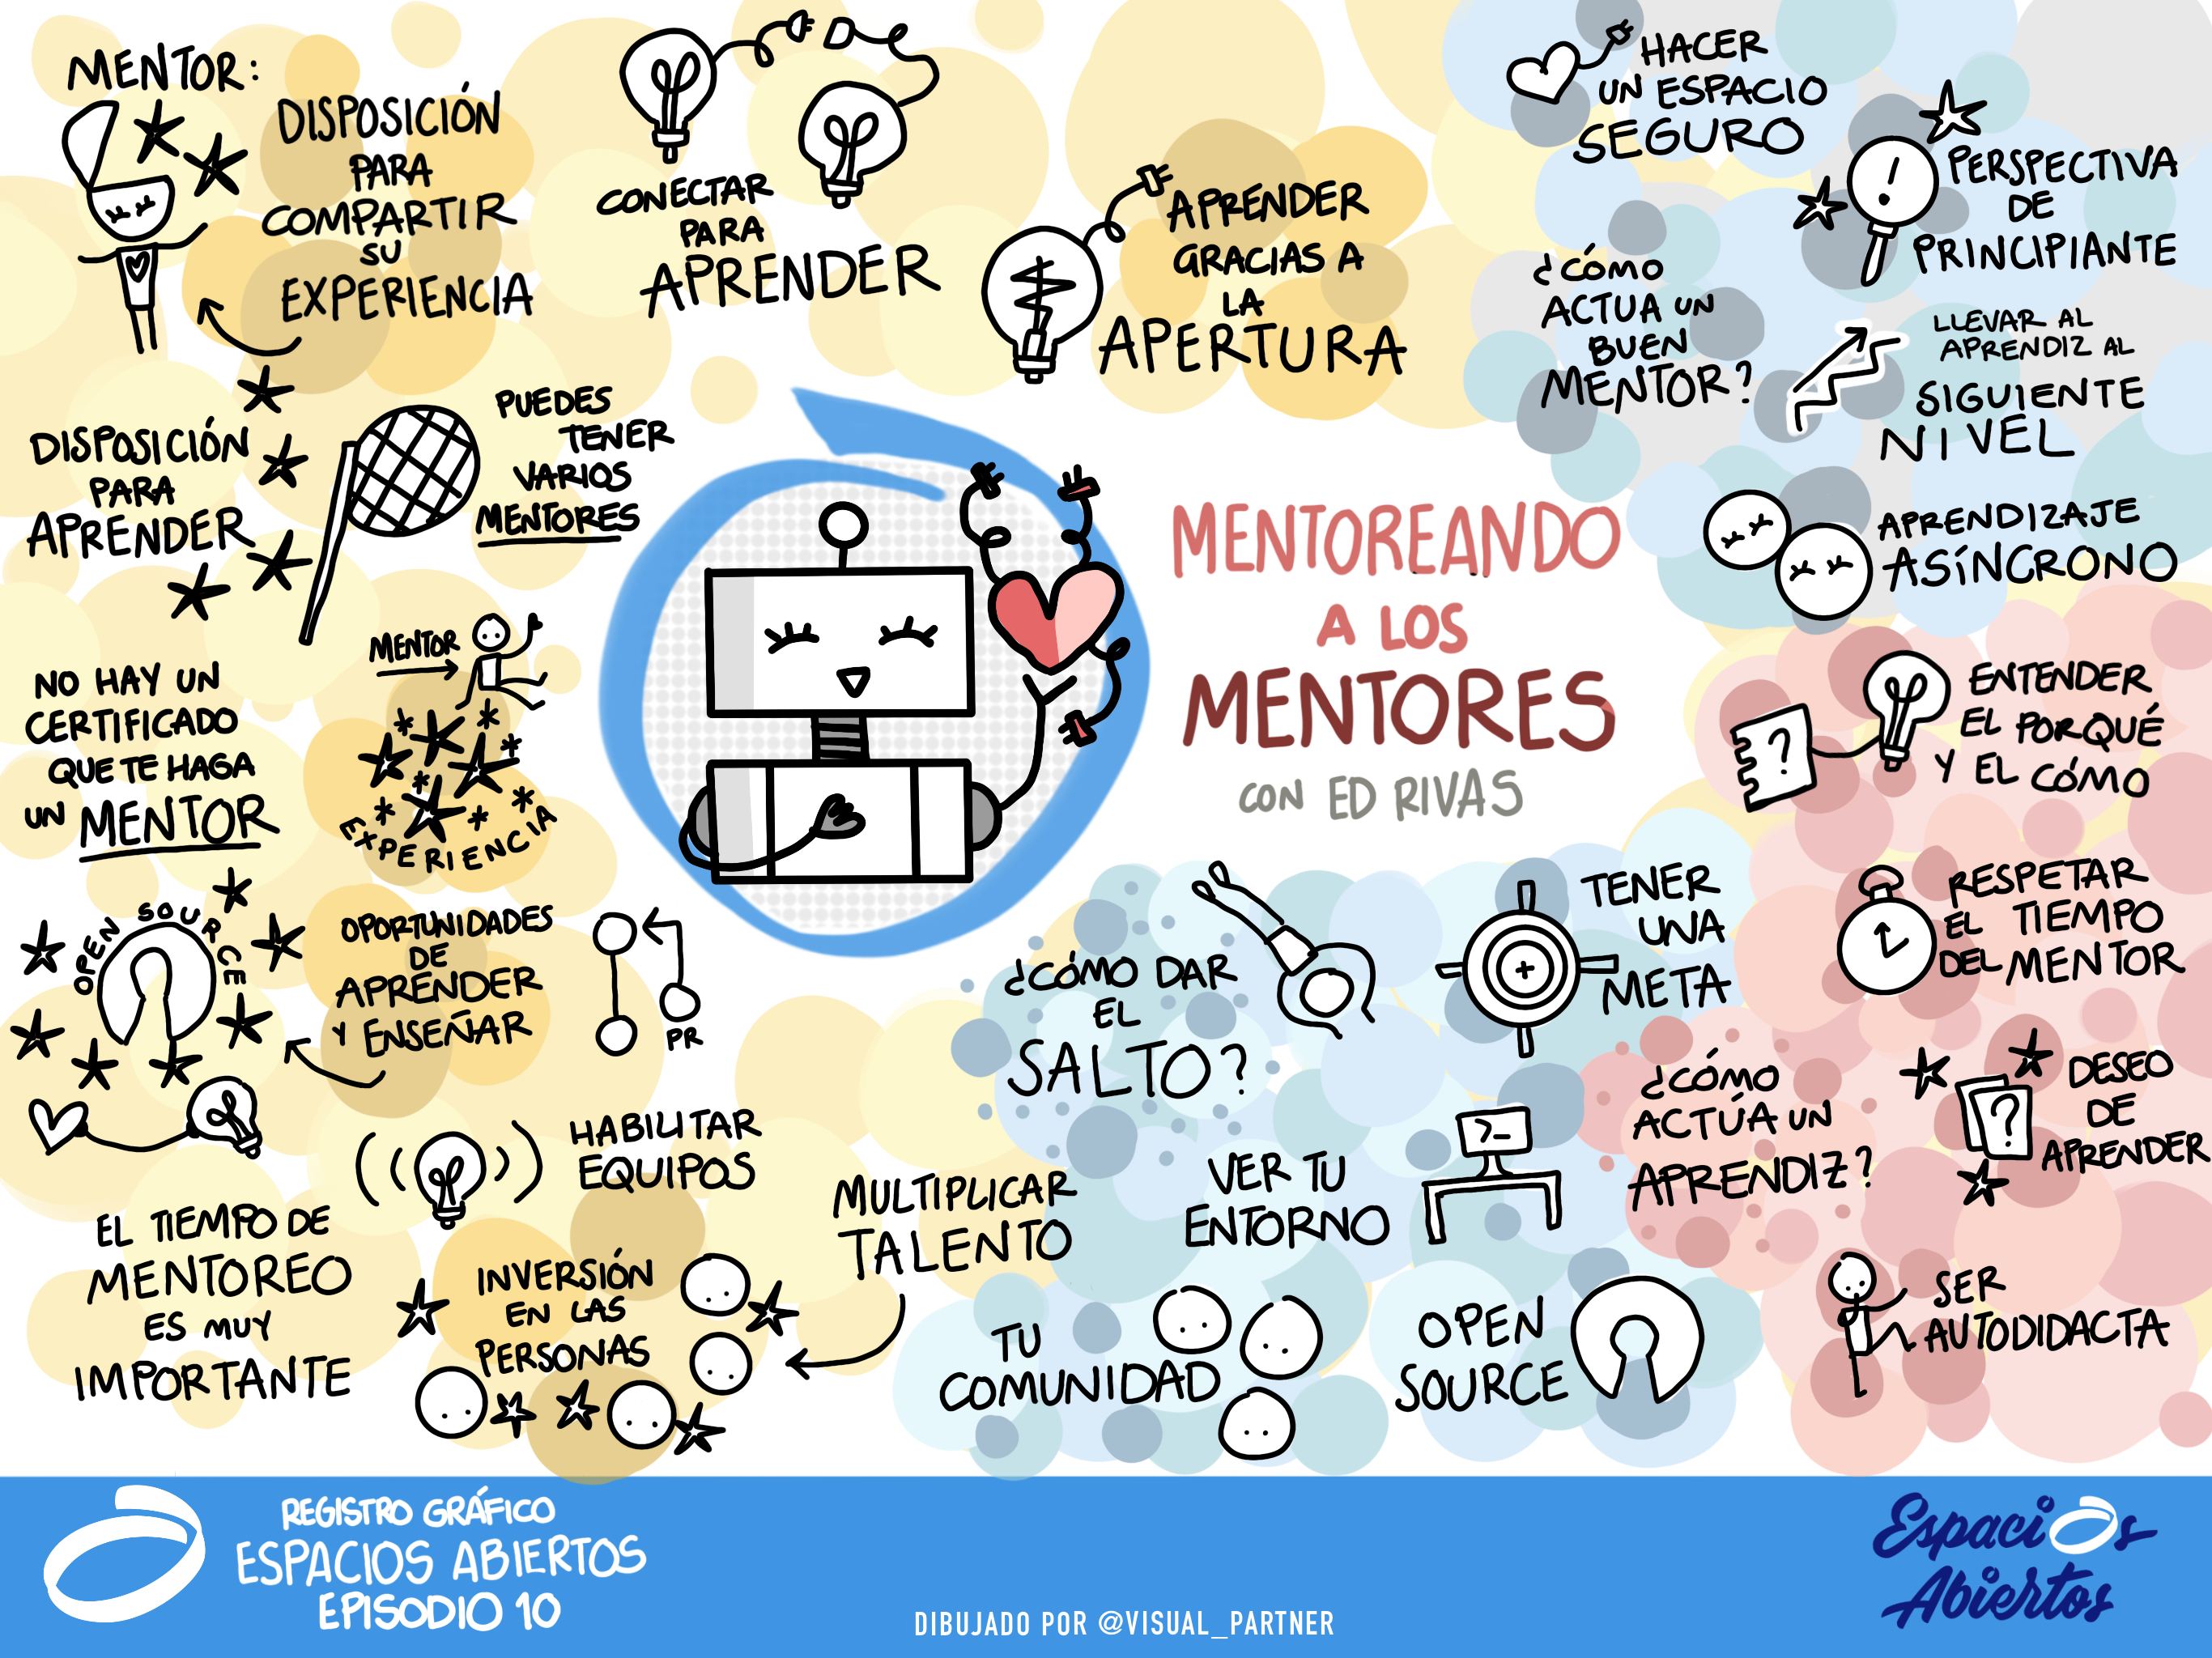 MENTOR:
DISPOSICIÓN
PARA
COMPARTIR
SU
EXPERIENCIA
CONECTAR
PARA
APRENDER
APRENDER
GRACIAS A
LA
APERTURA
DISPOSICIÓN
PARA
APRENDER
PUEDES
TENER
VARIOS
MENTORES
NO HAY UN
CERTIFICADO
QUE TE HAGA
UN MENTOR
MENTOR
EXPERIENCIA
OPEN SOURCE
OPORTUNIDADES
DE
APRENDER
Y ENSEÑAR
PR
HABILITAR
EQUIPOS
EL TIEMPO DE
MENTOREO
ES MUY
IMPORTANTE
INVERSIÓN
EN LAS
PERSONAS
MULTIPLICAR
TALENTO
MENTOREANDO
A LOS
MENTORES
CON ED RIVAS
¿CÓMO
ACTUA UN
BUEN
MENTOR?
HACER
UN ESPACIO
SEGURO
!
PERSPECTIVA
DE
PRINCIPIANTE
LLEVAR AL
APRENDIZ AL
SIGUIENTE
NIVEL
APRENDIZAJE
ASÍNCRONO
¿CÓMO DAR
EL
SALTO?
TENER
UNA
META
VER TU
ENTORNO
>_
TU
COMUNIDAD
OPEN
SOURCE
¿CÓMO
ACTÚA UN
APRENDIZ?
?
ENTENDER
EL PORQUÉ
Y EL CÓMO
RESPETAR
EL TIEMPO
DEL MENTOR
?
DESEO
DE
APRENDER
SER
AUTODIDACTA
REGISTRO GRÁFICO
ESPACIOS ABIERTOS
EPISODIO 10
DIBUJADO POR @VISUAL_PARTNER
Espacios
Abiertos